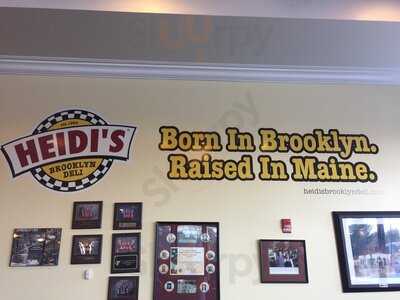 HEIDI'S
BROOKLYN
DELI
Born In Brooklyn.
Raised In Maine.
heidisbrooklyndeli.com